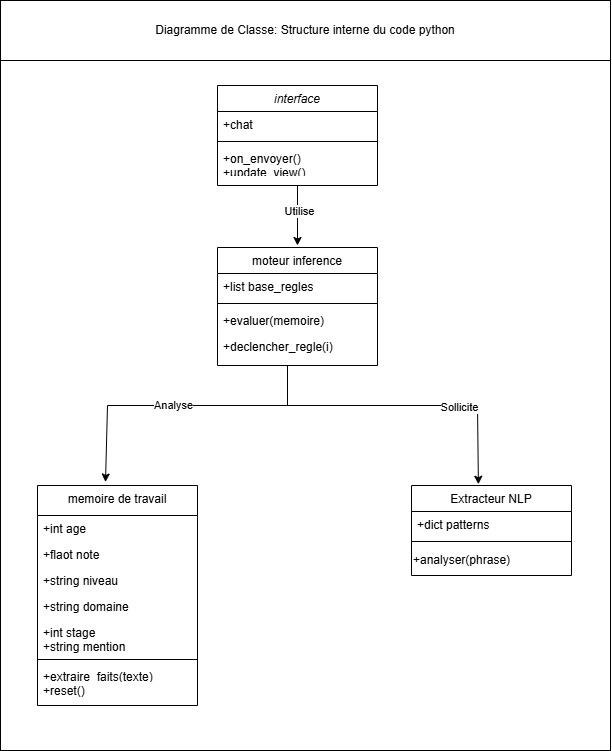 Diagramme de Classe: Structure interne du code python
interface
+chat
+on_envoyer()
+update_view()
Utilise
moteur inference
+list base_regles
+evaluer(memoire)
+declencher_regle(i)
Analyse
Sollicite
memoire de travail
+int age
+flaot note
+string niveau
+string domaine
+int stage
+string mention
+extraire_faits(texte)
+reset()
Extracteur NLP
+dict patterns
+analyser(phrase)